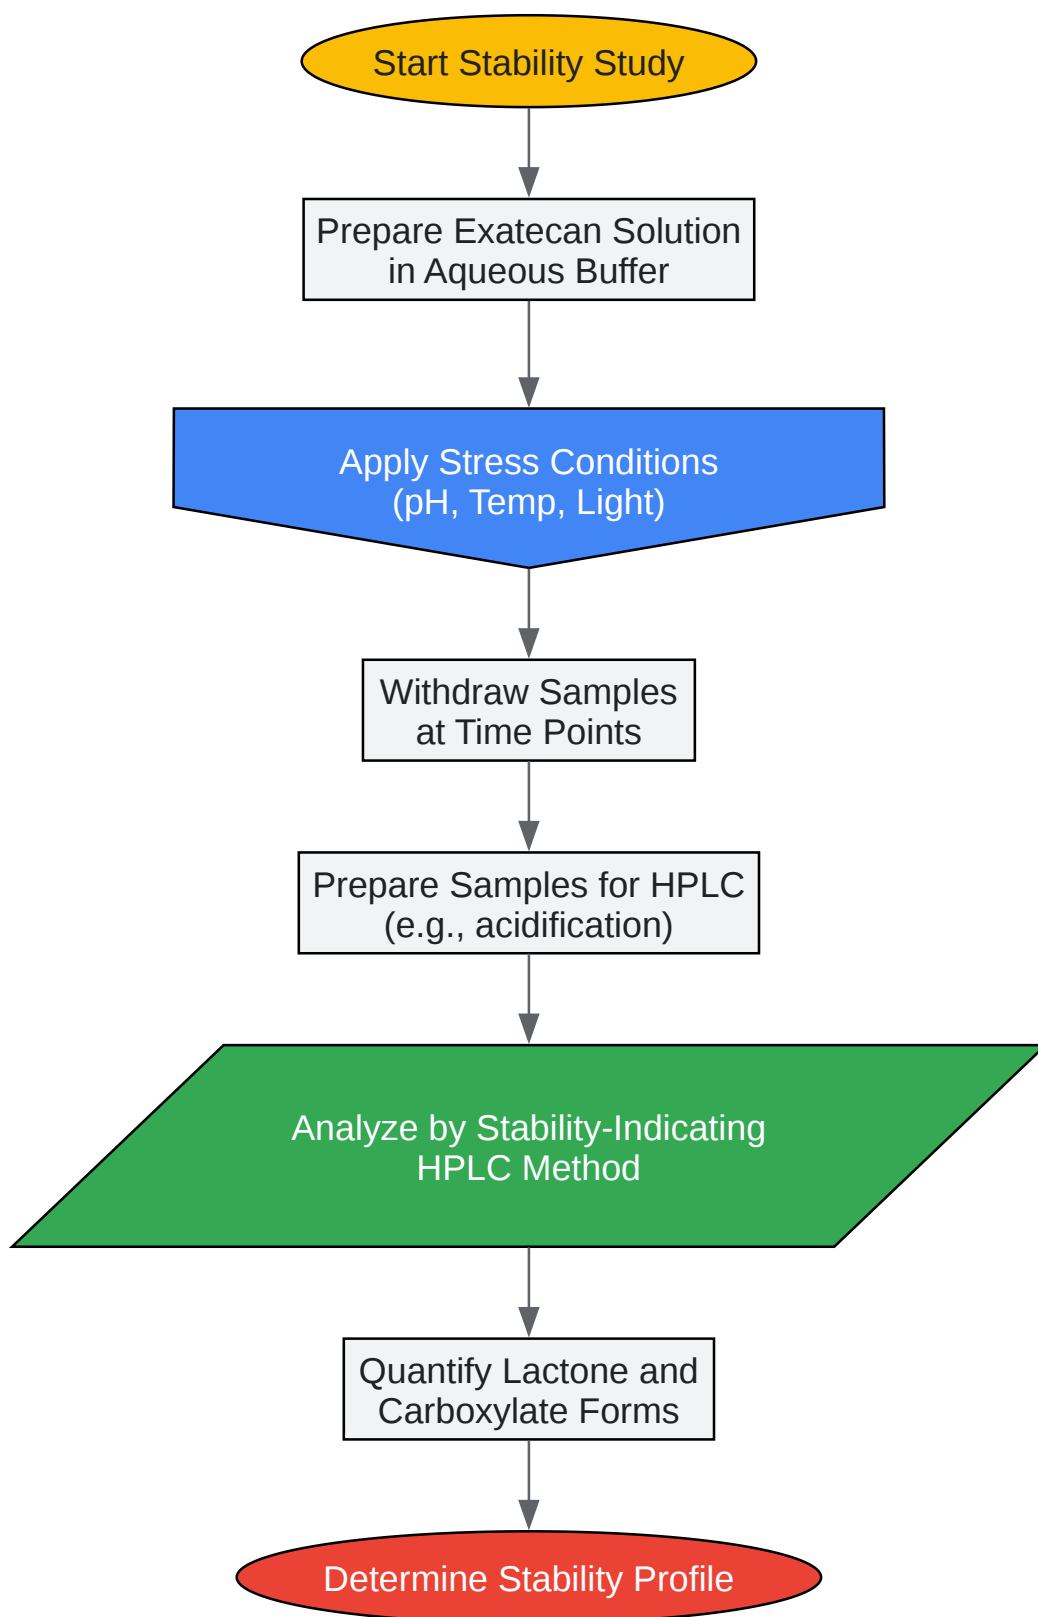 Start Stability Study
Prepare Exatecan Solution
in Aqueous Buffer
Apply Stress Conditions
(pH, Temp, Light)
Withdraw Samples
at Time Points
Prepare Samples for HPLC
(e.g., acidification)
Analyze by Stability-Indicating
HPLC Method
Quantify Lactone and
Carboxylate Forms
Determine Stability Profile